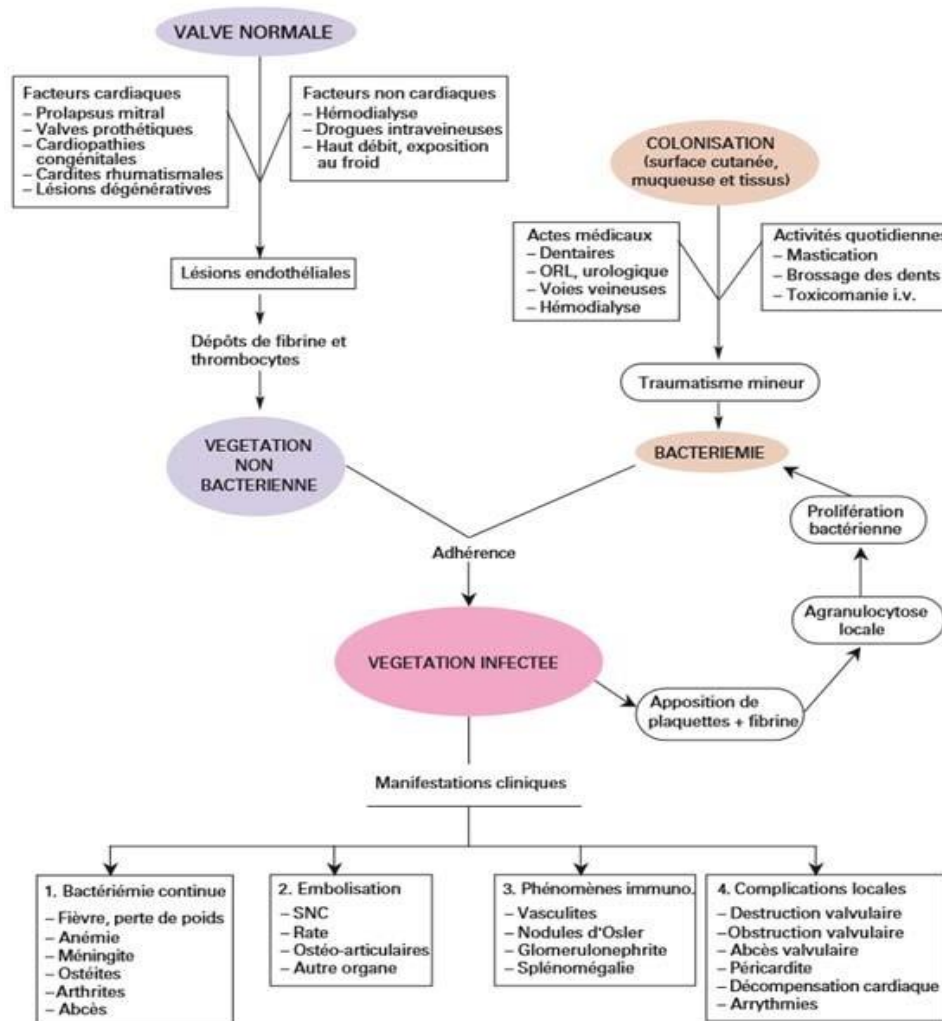 VALVE NORMALE
Facteurs cardiaques
– Prolapsus mitral
– Valves prothétiques
– Cardiopathies
congénitales
– Cardites rhumatismales
– Lésions dégénératives
Facteurs non cardiaques
– Hémodialyse
– Drogues intraveineuses
– Haut débit, exposition
au froid
COLONISATION
(surface cutanée,
muqueuse et tissus)
Actes médicaux
– Dentaires
– ORL, urologique
– Voies veineuses
– Hémodialyse
Activités quotidiennes
– Mastication
– Brossage des dents
– Toxicomanie i.v.
Lésions endothéliales
Dépôts de fibrine et
thrombocytes
Traumatisme mineur
VEGETATION
NON
BACTERIENNE
BACTERIEMIE
Prolifération
bactérienne
Adhérence
Agranulocytose
locale
VEGETATION INFECTEE
Apposition de
plaquettes + fibrine
Manifestations cliniques
1. Bactériémie continue
– Fièvre, perte de poids
– Anémie
– Méningite
– Ostéites
– Arthrites
– Abcès
2. Embolisation
– SNC
– Rate
– Ostéo-articulaires
– Autre organe
3. Phénomènes immuno.
– Vasculites
– Nodules d'Osler
– Glomerulonephrite
– Splénomégalie
4. Complications locales
– Destruction valvulaire
–Obstruction valvulaire
– Abcès valvulaire
– Péricardite
– Décompensation cardiaque
– Arrythmies